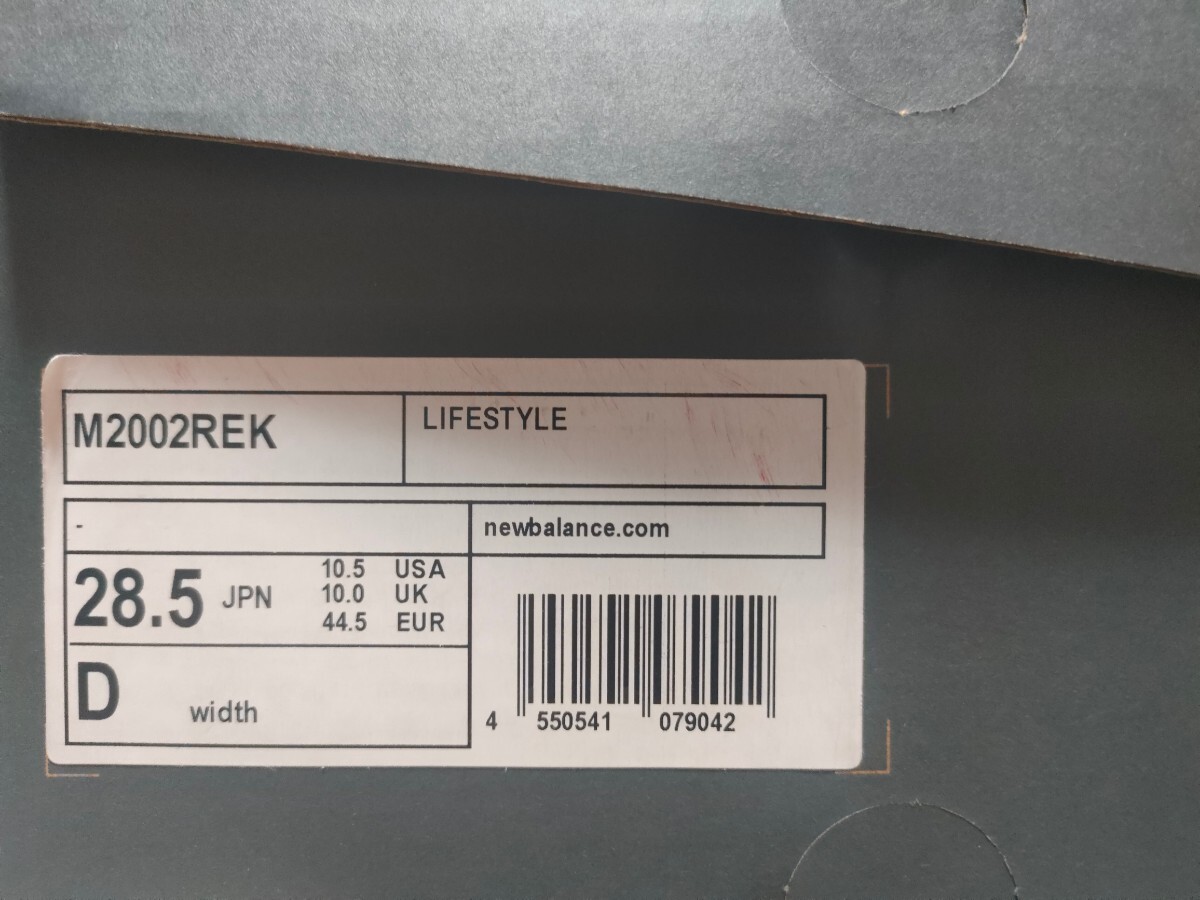 M2002REK
LIFESTYLE
-
newbalance.com
28.5 JPN
10.5 USA
10.0 UK
44.5 EUR
D width
4 550541 079042